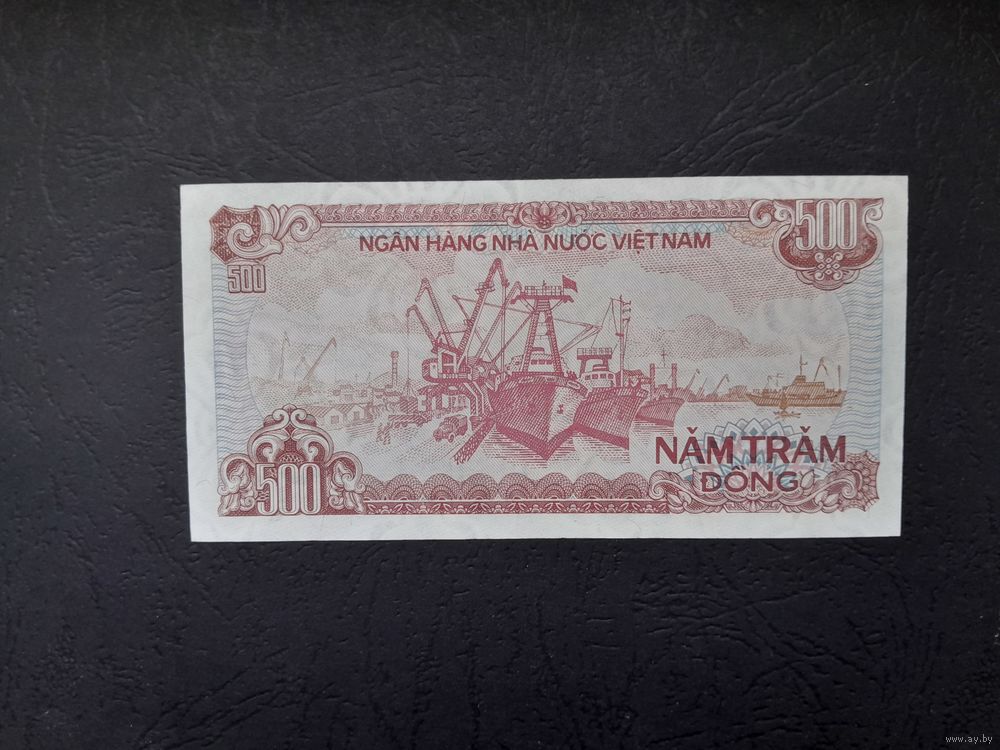 NGÂN HÀNG NHÀ NƯỚC VIỆT NAM
500
500
500
NĂM TRĂM
ĐỒNG
www.ay.by